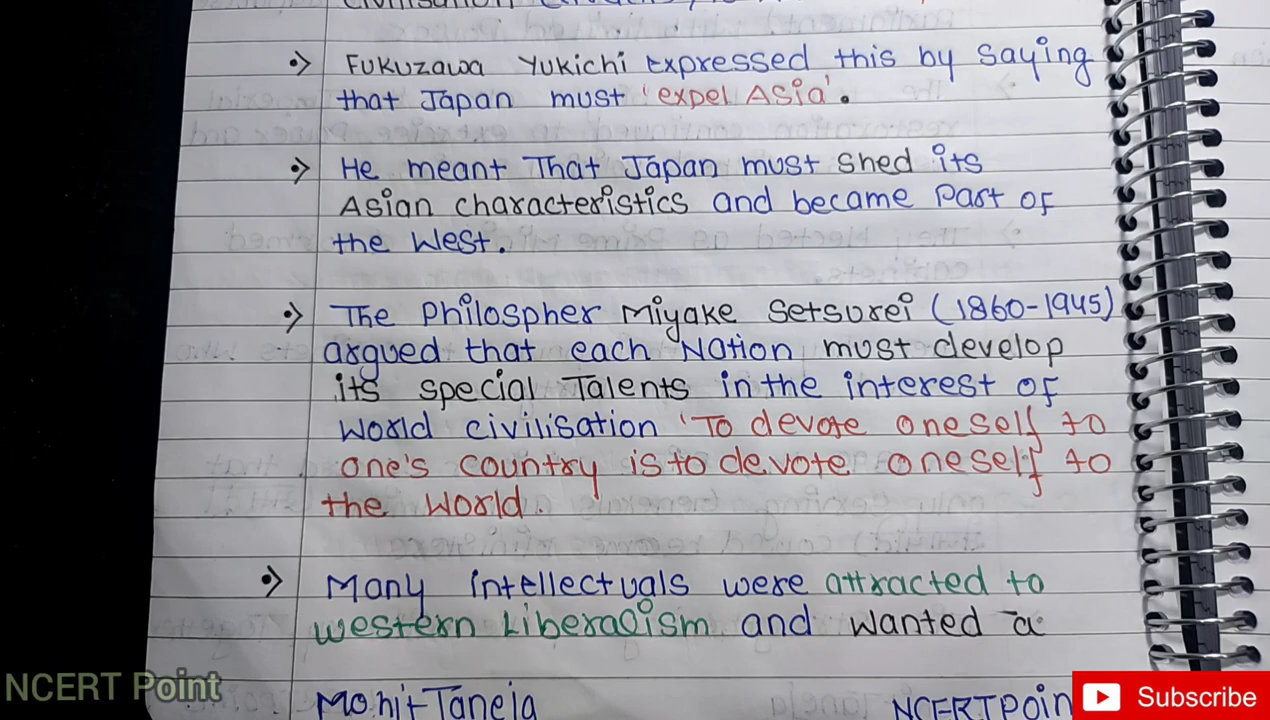 Fukuzawa Yukichi expressed this by saying
that Japan must 'expel Asia'.
He meant That Japan must shed its
Asian characteristics and became Part of
the West.
The Philospher Miyake Setsurei (1860-1945)
argued that each Nation must develop
its special Talents in the interest of
World civilisation 'To devote oneself to
one's country is to devote oneself to
the World.
Many intellectuals were attracted to
western Liberalism and wanted a
NCERT Point
Mohit Taneja
NCERTPoin
Subscribe